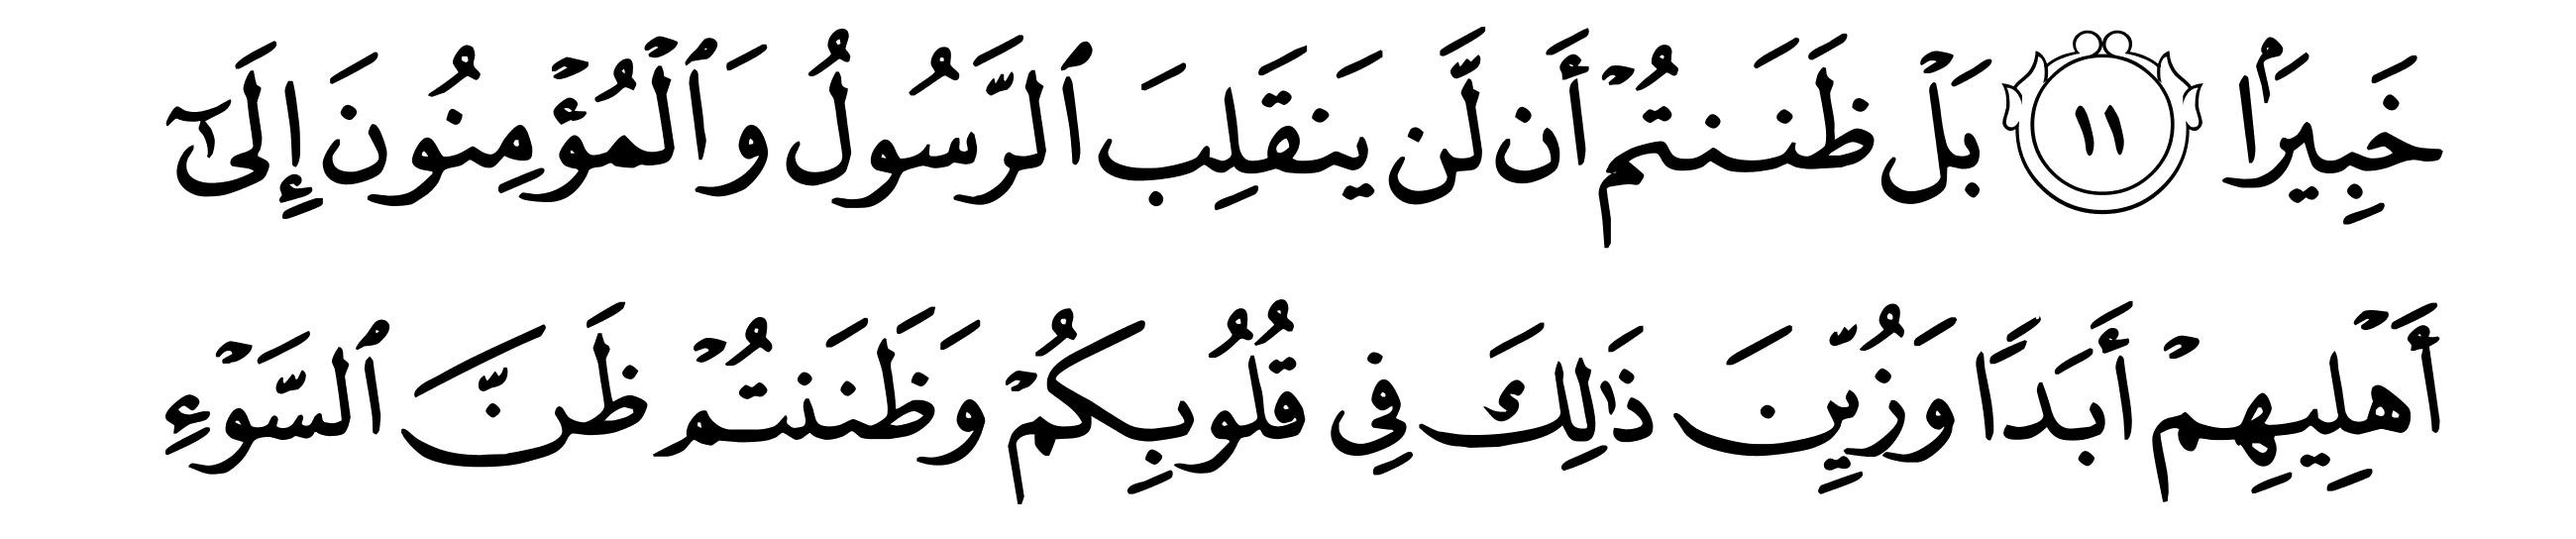 خَبِيرَۢا ١١ بَلۡ ظَنَنتُمۡ أَن لَّن يَنقَلِبَ ٱلرَّسُولُ وَٱلۡمُؤۡمِنُونَ إِلَىٰٓ
أَهۡلِيهِمۡ أَبَدًا وَزُيِّنَ ذَٰلِكَ فِي قُلُوبِكُمۡ وَظَنَنتُمۡ ظَنَّ ٱلسَّوۡءِ